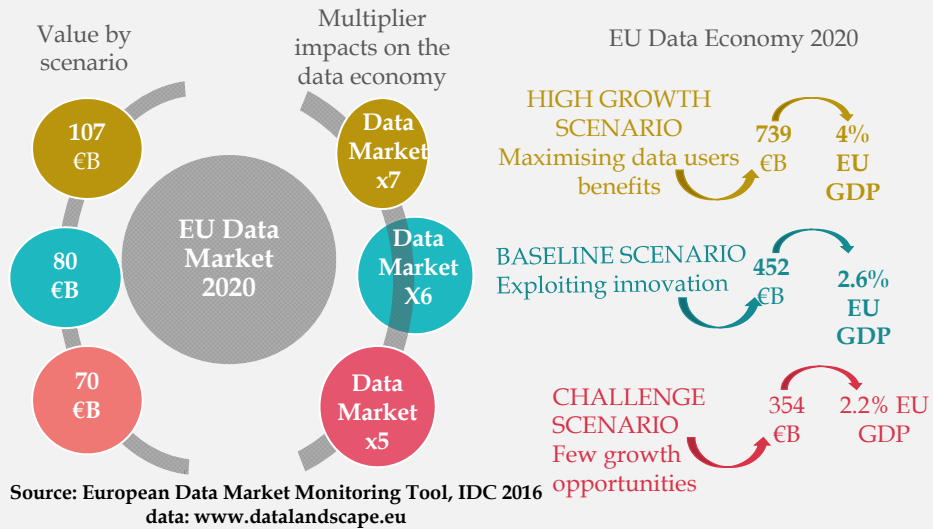 Value by
scenario
107
€B
80
€B
70
€B
EU Data
Market
2020
Multiplier
impacts on the
data economy
Data
Market
x7
Data
Market
X6
Data
Market
x5
EU Data Economy 2020
HIGH GROWTH
SCENARIO
Maximising data users
benefits
739
€B
4%
EU
GDP
BASELINE SCENARIO
Exploiting innovation
452
€B
2.6%
EU
GDP
CHALLENGE
SCENARIO
Few growth
opportunities
354
€B
2.2% EU
GDP
Source: European Data Market Monitoring Tool, IDC 2016
data: www.datalandscape.eu